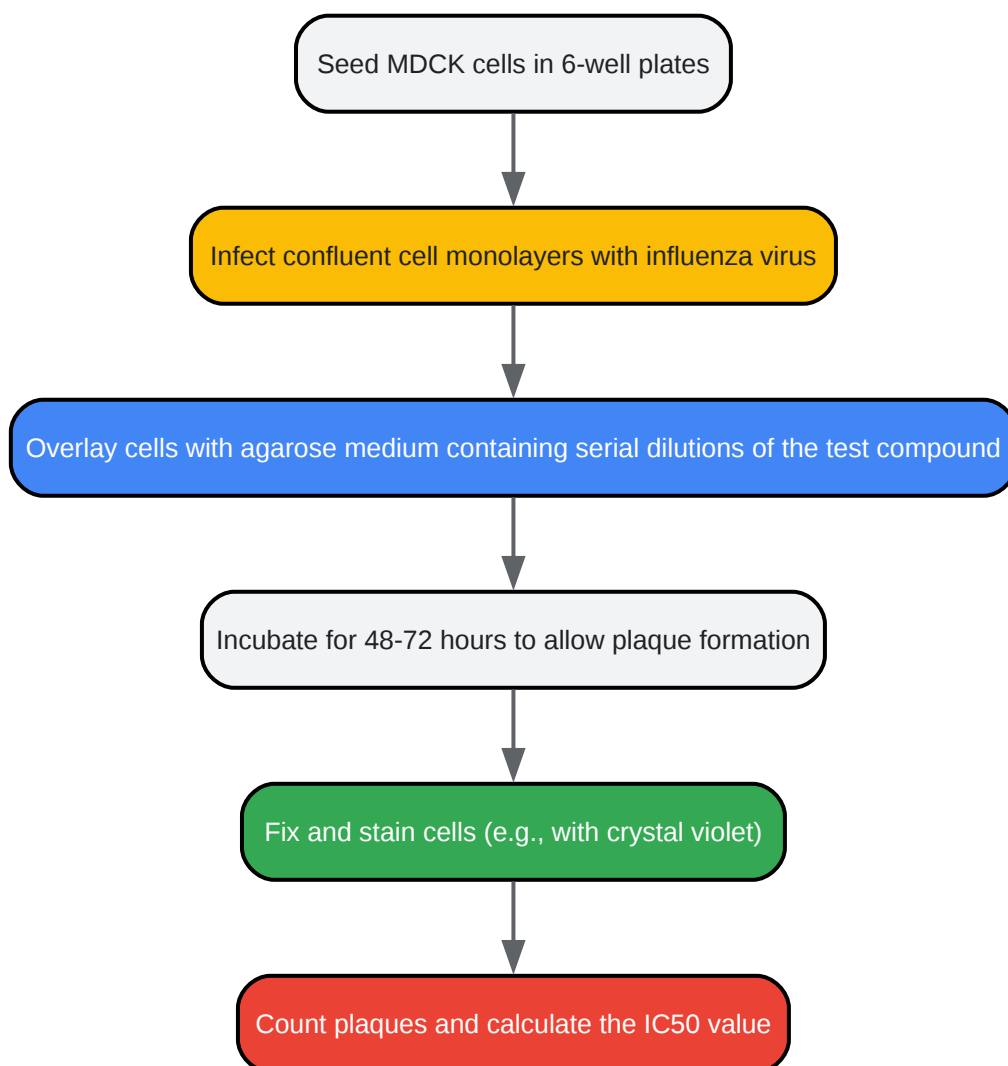 Seed MDCK cells in 6-well plates
Infect confluent cell monolayers with influenza virus
Overlay cells with agarose medium containing serial dilutions of the test compound
Incubate for 48-72 hours to allow plaque formation
Fix and stain cells (e.g., with crystal violet)
Count plaques and calculate the IC50 value